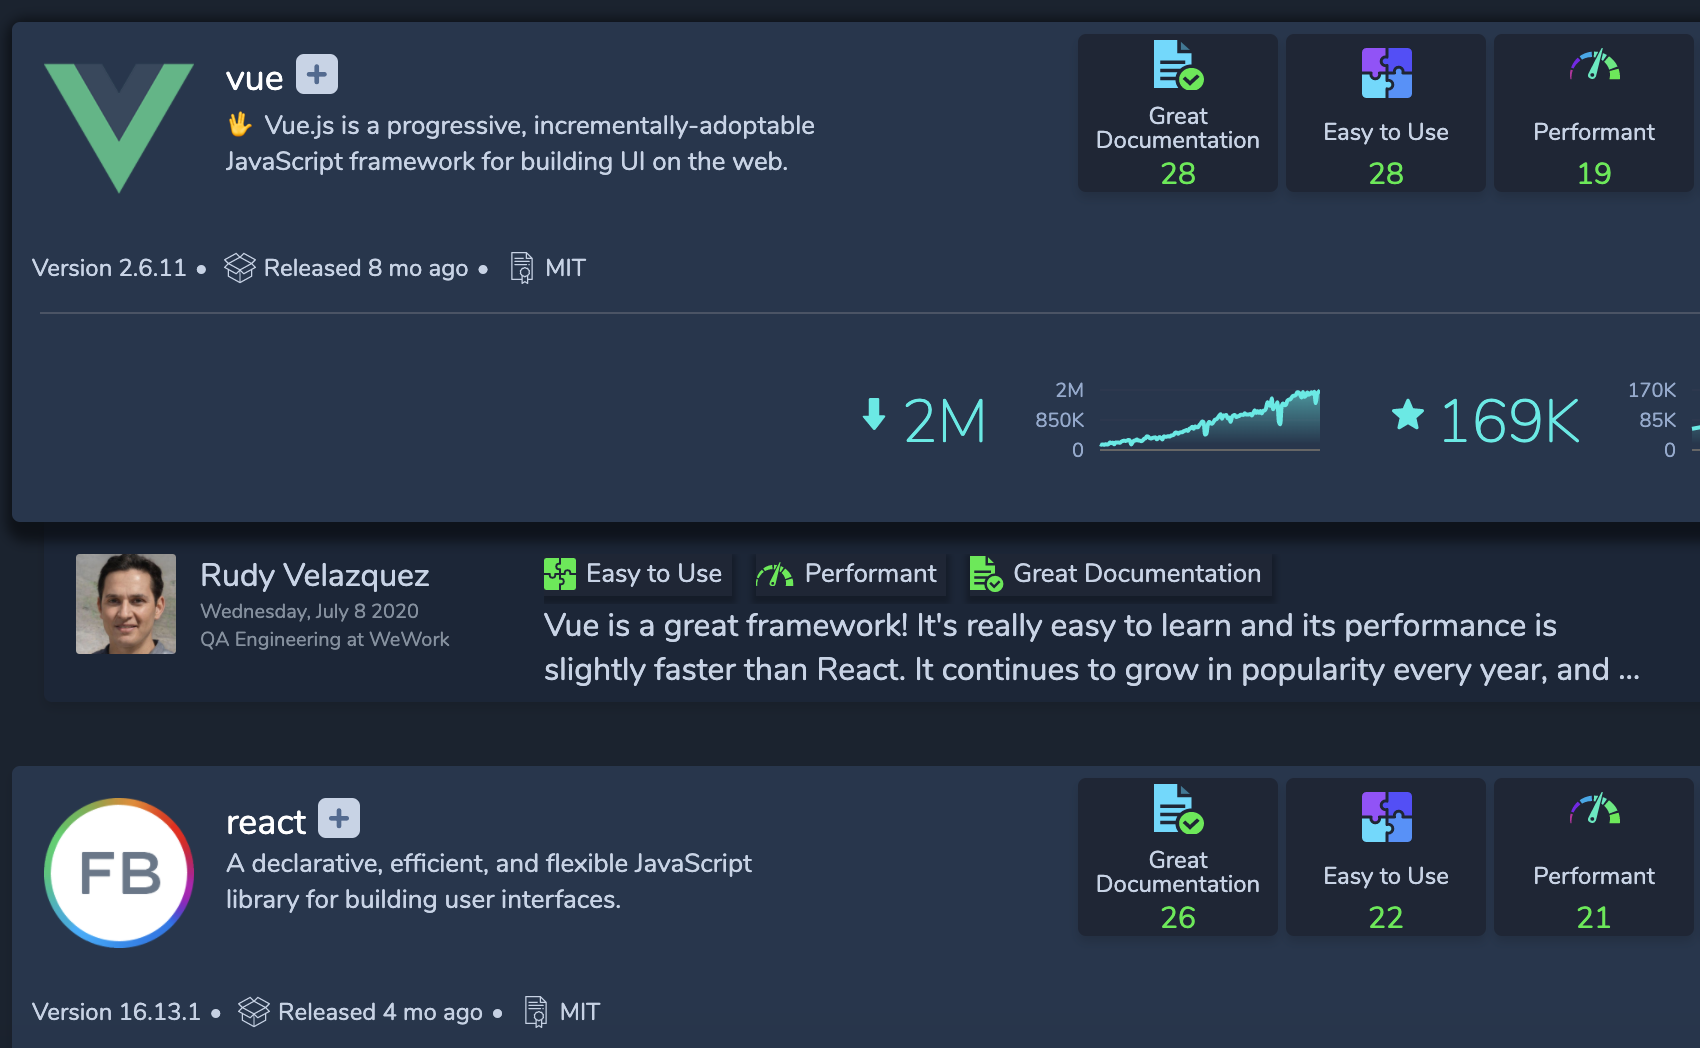 vue
🖖 Vue.js is a progressive, incrementally-adoptable
JavaScript framework for building UI on the web.
Great
Documentation
28
Easy to Use
28
Performant
19
Version 2.6.11 • Released 8 mo ago • MIT
2M
2M
850K
0
169K
170K
85K
0
Rudy Velazquez
Wednesday, July 8 2020
QA Engineering at WeWork
Easy to Use
Performant
Great Documentation
Vue is a great framework! It's really easy to learn and its performance is
slightly faster than React. It continues to grow in popularity every year, and ...
FB
react
A declarative, efficient, and flexible JavaScript
library for building user interfaces.
Great
Documentation
26
Easy to Use
22
Performant
21
Version 16.13.1 • Released 4 mo ago • MIT